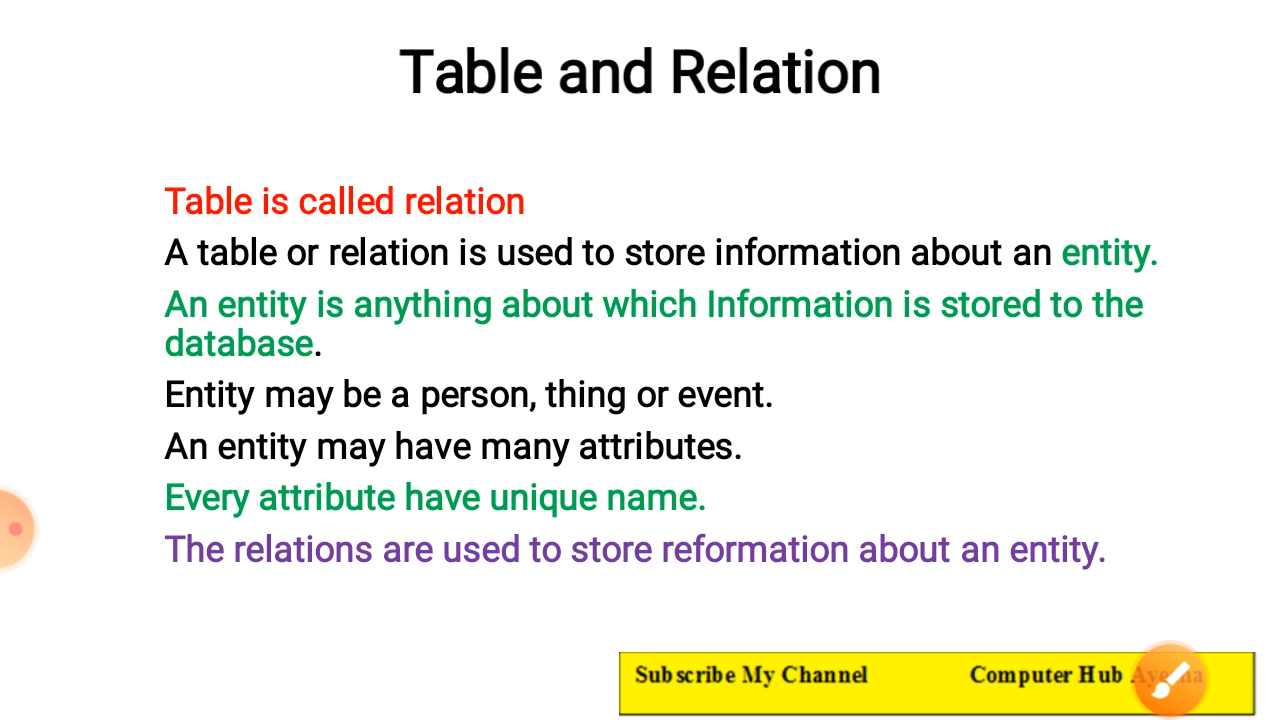 Table and Relation
Table is called relation
A table or relation is used to store information about an entity.
An entity is anything about which Information is stored to the
database.
Entity may be a person, thing or event.
An entity may have many attributes.
Every attribute have unique name.
The relations are used to store reformation about an entity.
Subscribe My Channel Computer Hub